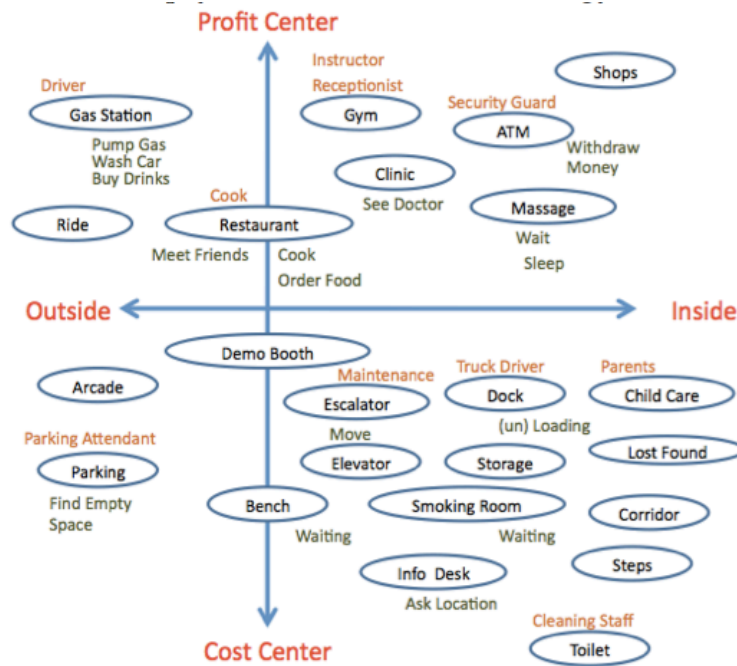 Profit Center
Instructor
Receptionist
Gym
Shops
Driver
Gas Station
Pump Gas
Wash Car
Buy Drinks
Security Guard
ATM
Withdraw
Money
Clinic
See Doctor
Cook
Restaurant
Meet Friends
Cook
Order Food
Ride
Massage
Wait
Sleep
Outside
Inside
Demo Booth
Arcade
Maintenance
Escalator
Move
Truck Driver
Dock
(un) Loading
Parents
Child Care
Parking Attendant
Parking
Find Empty
Space
Elevator
Storage
Lost Found
Bench
Waiting
Smoking Room
Waiting
Corridor
Info Desk
Ask Location
Steps
Cleaning Staff
Toilet
Cost Center